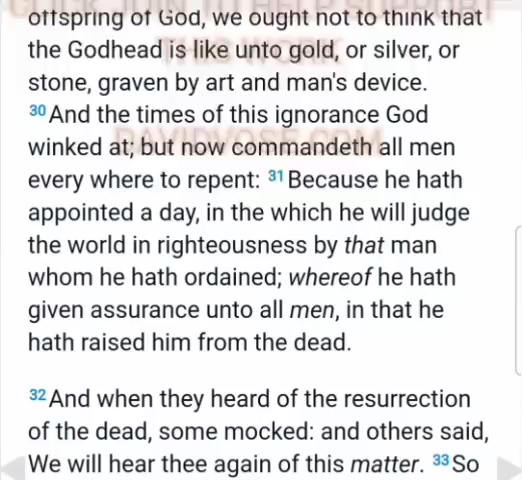 offspring of God, we ought not to think that
the Godhead is like unto gold, or silver, or
stone, graven by art and man's device.
30 And the times of this ignorance God
winked at; but now commandeth all men
every where to repent: 31 Because he hath
appointed a day, in the which he will judge
the world in righteousness by that man
whom he hath ordained; whereof he hath
given assurance unto all men, in that he
hath raised him from the dead.
32 And when they heard of the resurrection
of the dead, some mocked: and others said,
We will hear thee again of this matter. 33 So